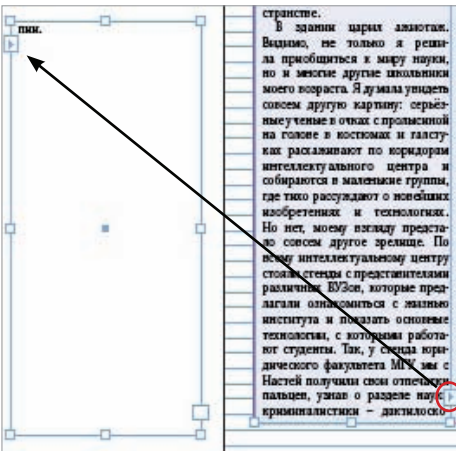 пии.
странстве.
В здании царил ажиотаж.
Видимо, не только я реши-
ла приобщиться к миру науки,
но и многие другие школьники
моего возраста. Я думала увидеть
совсем другую картину: серьёз-
ные ученые в очках с пролысиной
на голове в костюмах и галсту-
ках расхаживают по коридорам
интеллектуального центра и
собираются в маленькие группы,
где тихо рассуждают о новейших
изобретениях и технологиях.
Но нет, моему взгляду предста-
ло совсем другое зрелище. По
всему интеллектуальному центру
стояли стенды с представителями
различных ВУЗов, которые пред-
лагали ознакомиться с жизнью
института и показать основные
технологии, с которыми работа-
ют студенты. Так, у стенда юри-
дического факультета МГУ мы с
Настей получили свои отпечатки
пальцев, узнав о разделе науки
криминалистики – дактилоско-